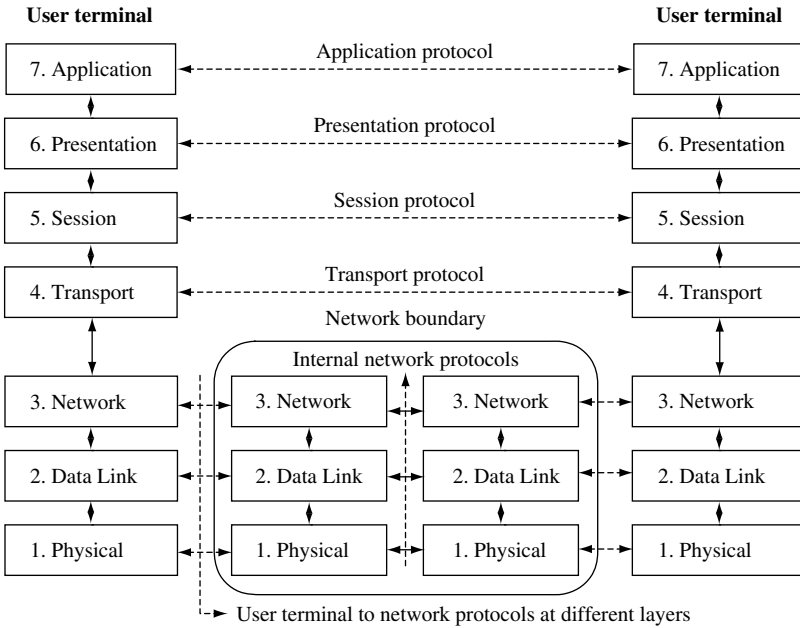 User terminal
User terminal
7. Application
Application protocol
7. Application
6. Presentation
Presentation protocol
6. Presentation
5. Session
Session protocol
5. Session
4. Transport
Transport protocol
4. Transport
Network boundary
Internal network protocols
3. Network
3. Network
3. Network
3. Network
2. Data Link
2. Data Link
2. Data Link
2. Data Link
1. Physical
1. Physical
1. Physical
1. Physical
User terminal to network protocols at different layers